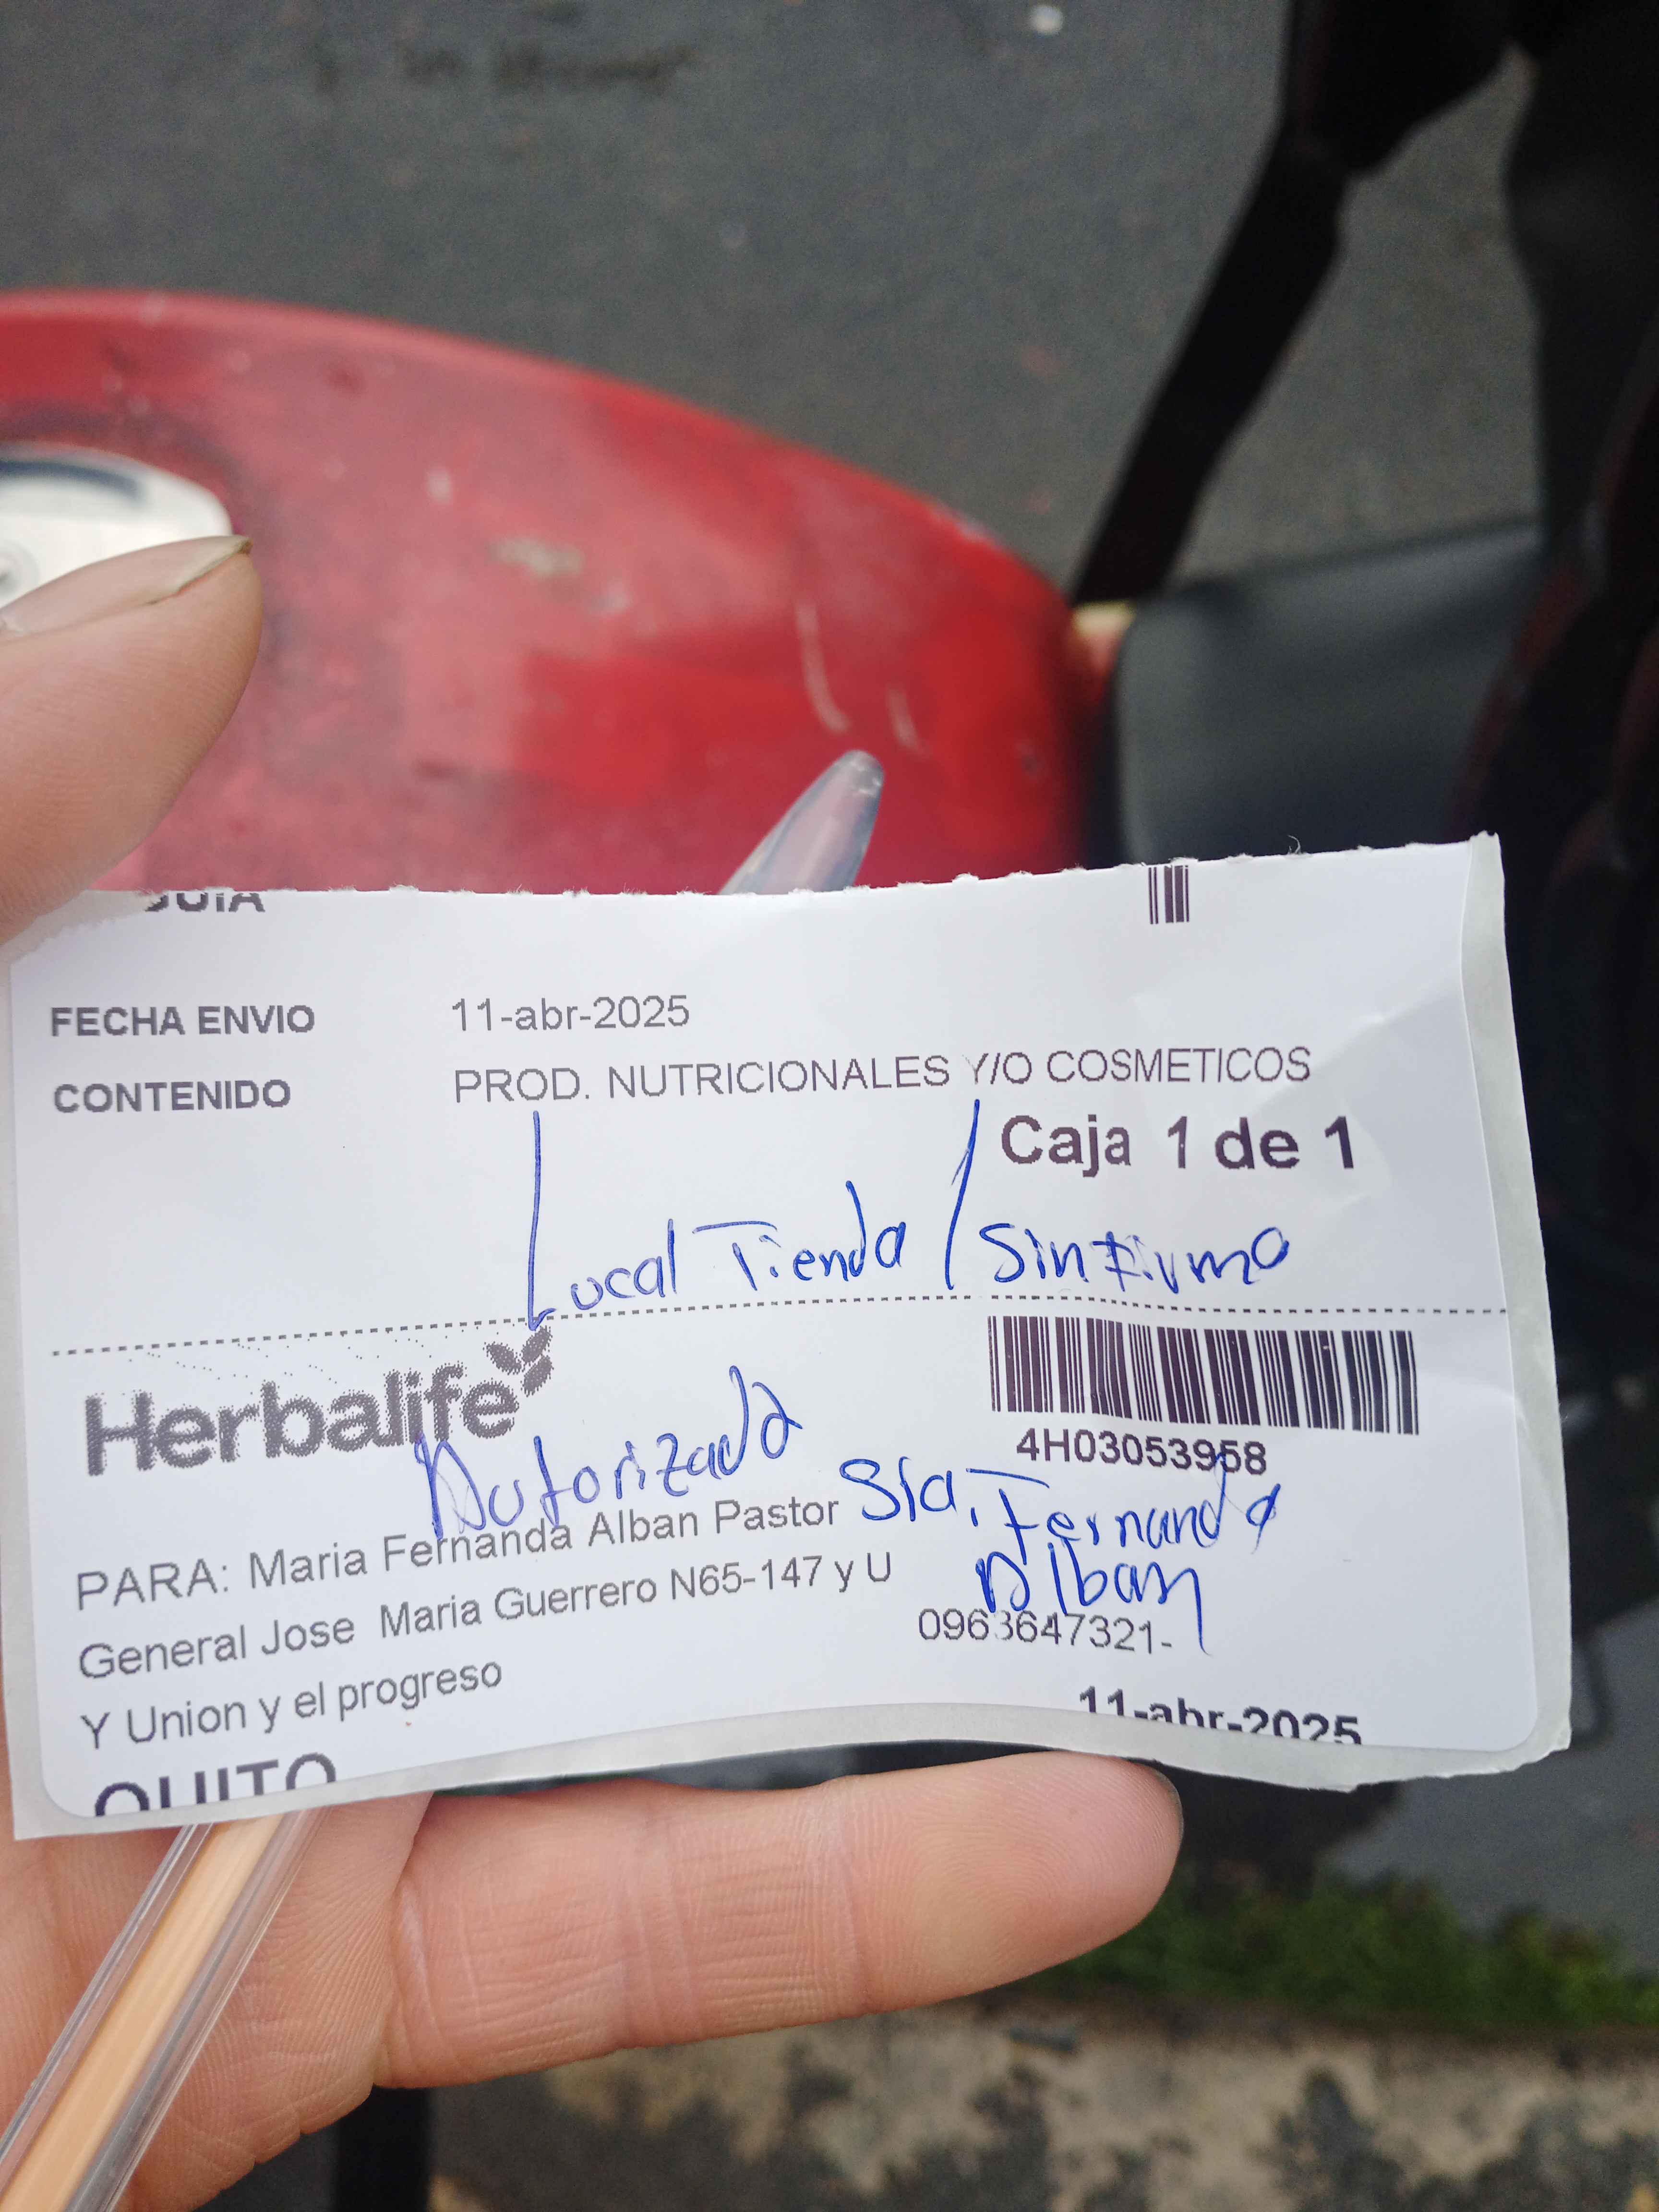 GUIA
FECHA ENVIO 11-abr-2025
CONTENIDO PROD. NUTRICIONALES Y/O COSMETICOS
Caja 1 de 1
Local Tienda / Sin Firma
Herbalife
4H03053958
Autorizada
Sra. Fernanda
Alban
PARA: Maria Fernanda Alban Pastor
General Jose Maria Guerrero N65-147 y U
0963647321-
Y Union y el progreso
11-abr-2025
QUITO